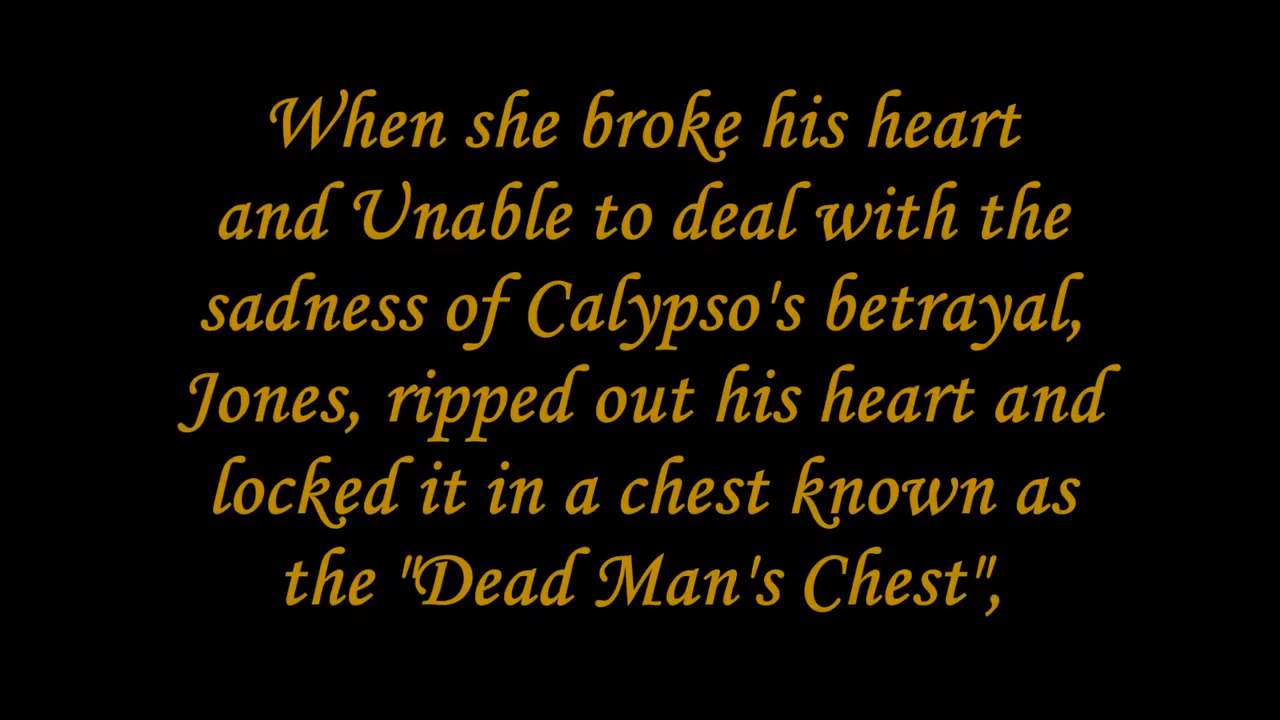 When she broke his heart
and Unable to deal with the
sadness of Calypso's betrayal,
Jones, ripped out his heart and
locked it in a chest known as
the "Dead Man's Chest",